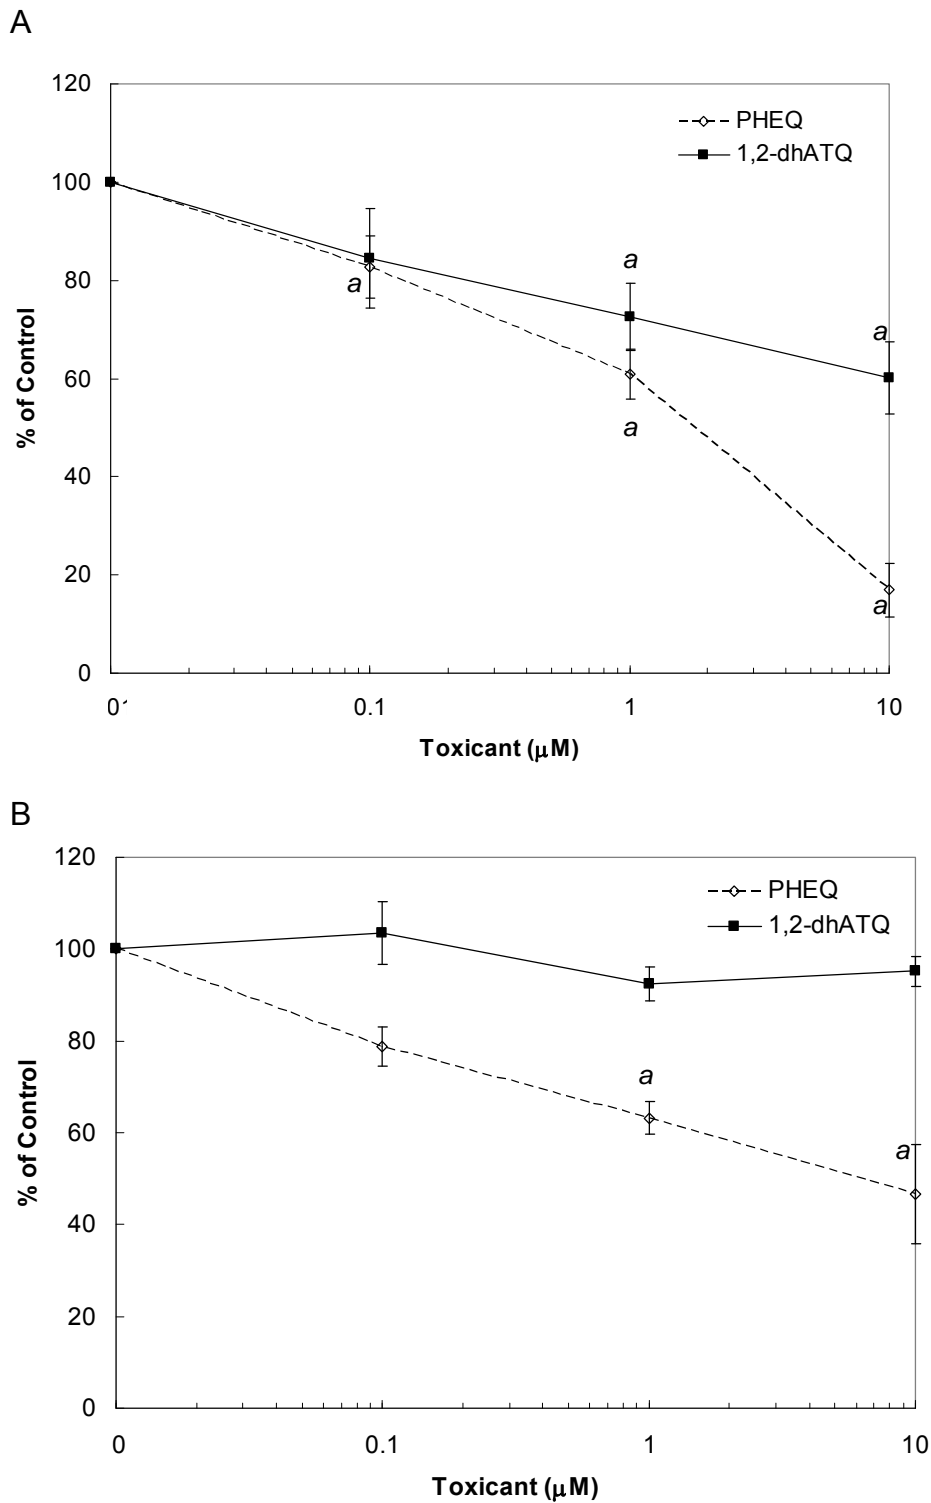 A
120
PHEQ
1,2-dhATQ
100
a
80
a
a
60
a
40
20
a
0
0 0.1 1 10
% of Control
Toxicant (μM)
B
120
PHEQ
1,2-dhATQ
100
80
a
60
a
40
20
0
0 0.1 1 10
% of Control
Toxicant (μM)